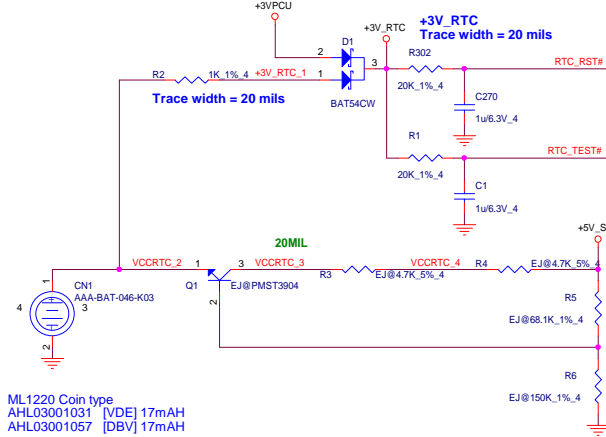 +3VPCU
D1
+3V_RTC
+3V_RTC
Trace width = 20 mils
2
3
R302
RTC_RST#
R2
1K_1%_4
+3V_RTC_1
1
20K_1%_4
Trace width = 20 mils
BAT54CW
C270
1u/6.3V_4
R1
RTC_TEST#
20K_1%_4
C1
1u/6.3V_4
20MIL
+5V_S
VCCRTC_2
1
3
VCCRTC_3
VCCRTC_4
R4
EJ@4.7K_5%_4
R3
EJ@4.7K_5%_4
Q1
EJ@PMST3904
1
CN1
AAA-BAT-046-K03
2
R5
4
3
EJ@68.1K_1%_4
2
R6
EJ@150K_1%_4
ML1220 Coin type
AHL03001031 [VDE] 17mAH
AHL03001057 [DBV] 17mAH